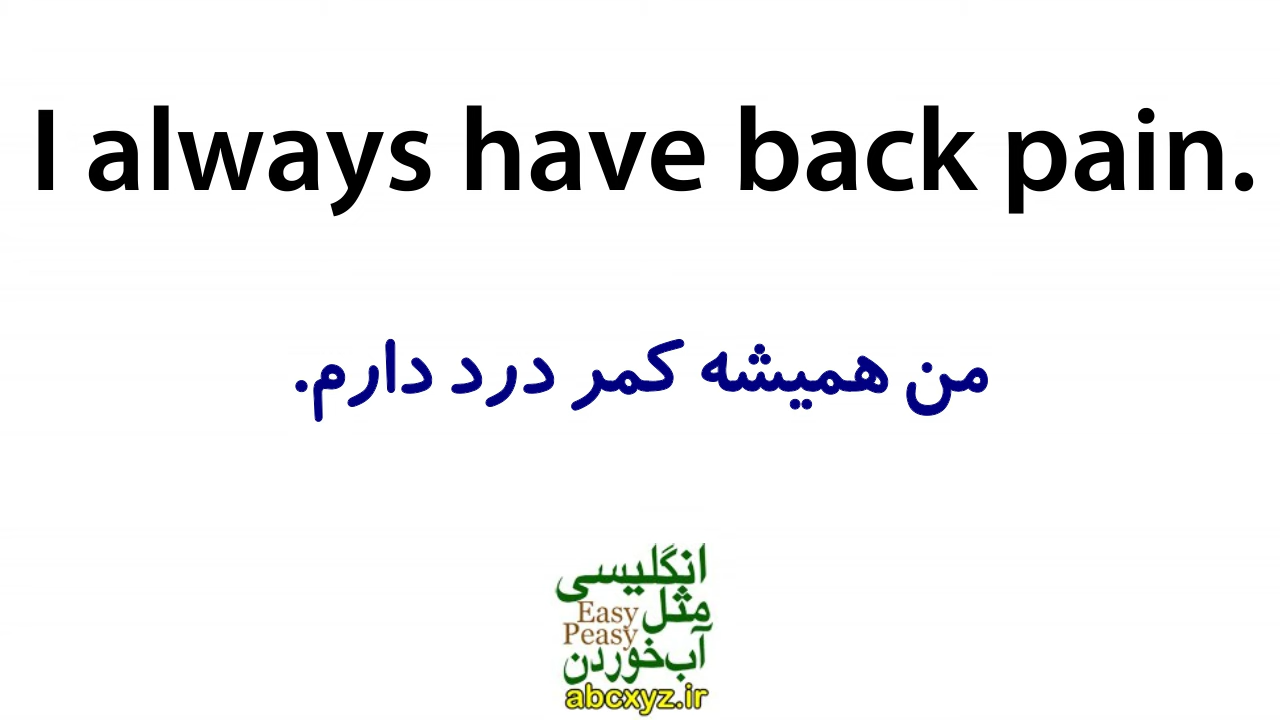 I always have back pain.
من همیشه کمر درد دارم.
انگلیسی
مثل Easy
Peasy
آب‌خوردن
abcxyz.ir